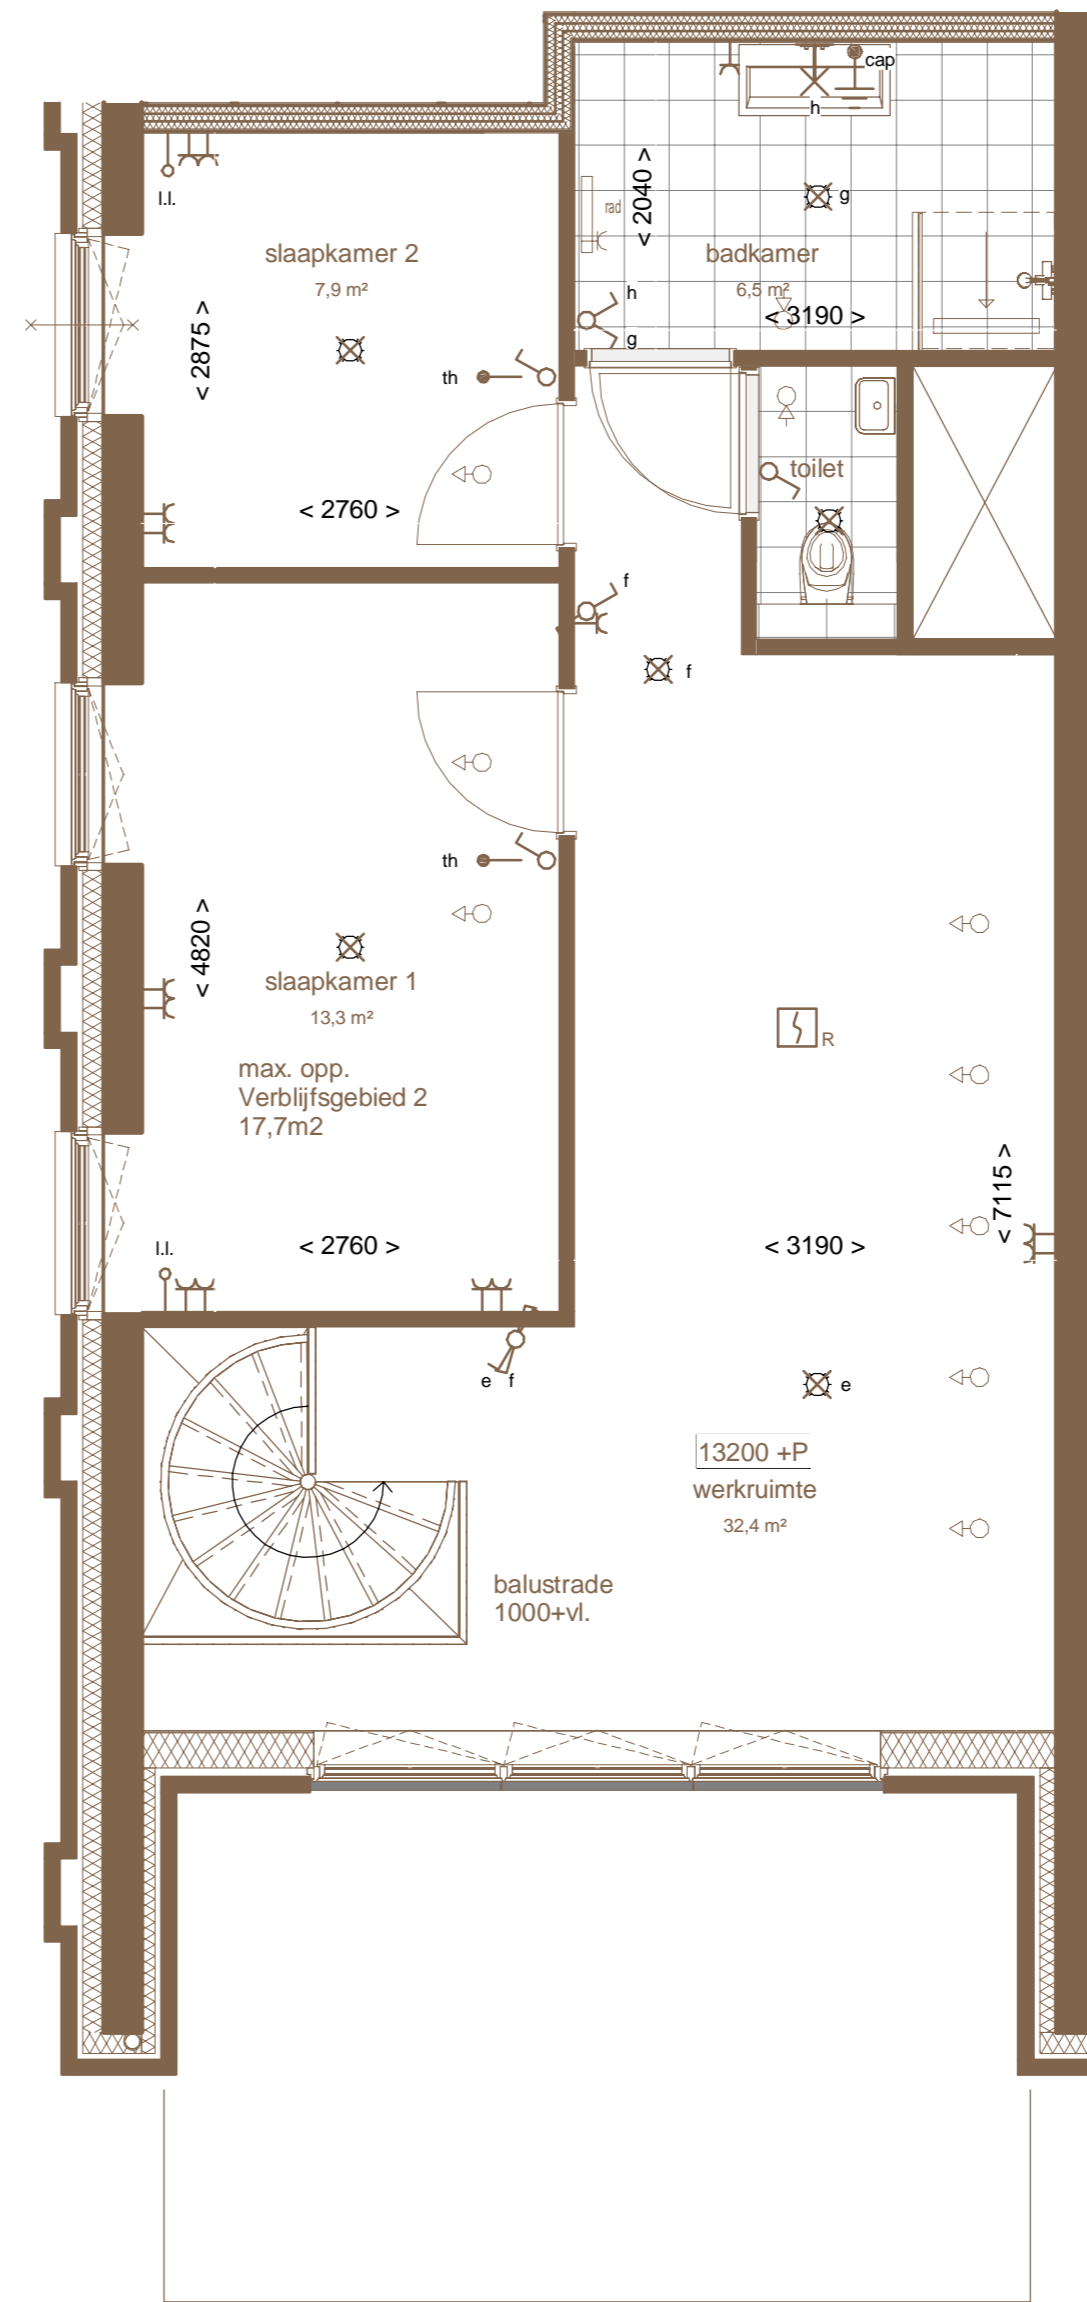 cap
h
l.l.
rad
< 2040 >
g
slaapkamer 2
7,9 m²
badkamer
6,5 m²
< 3190 >
h
g
< 2875 >
th
toilet
< 2760 >
f
f
th
< 4820 >
slaapkamer 1
13,3 m²
max. opp.
Verblijfsgebied 2
17,7m2
R
< 7115 >
l.l.
< 2760 >
< 3190 >
e f
e
13200 +P
werkruimte
32,4 m²
balustrade
1000+vl.